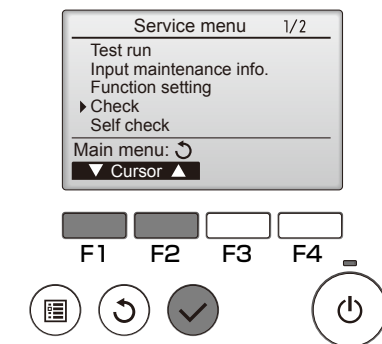 Service menu 1/2
Test run
Input maintenance info.
Function setting
Check
Self check
Main menu:
▼ Cursor ▲
F1 F2 F3 F4